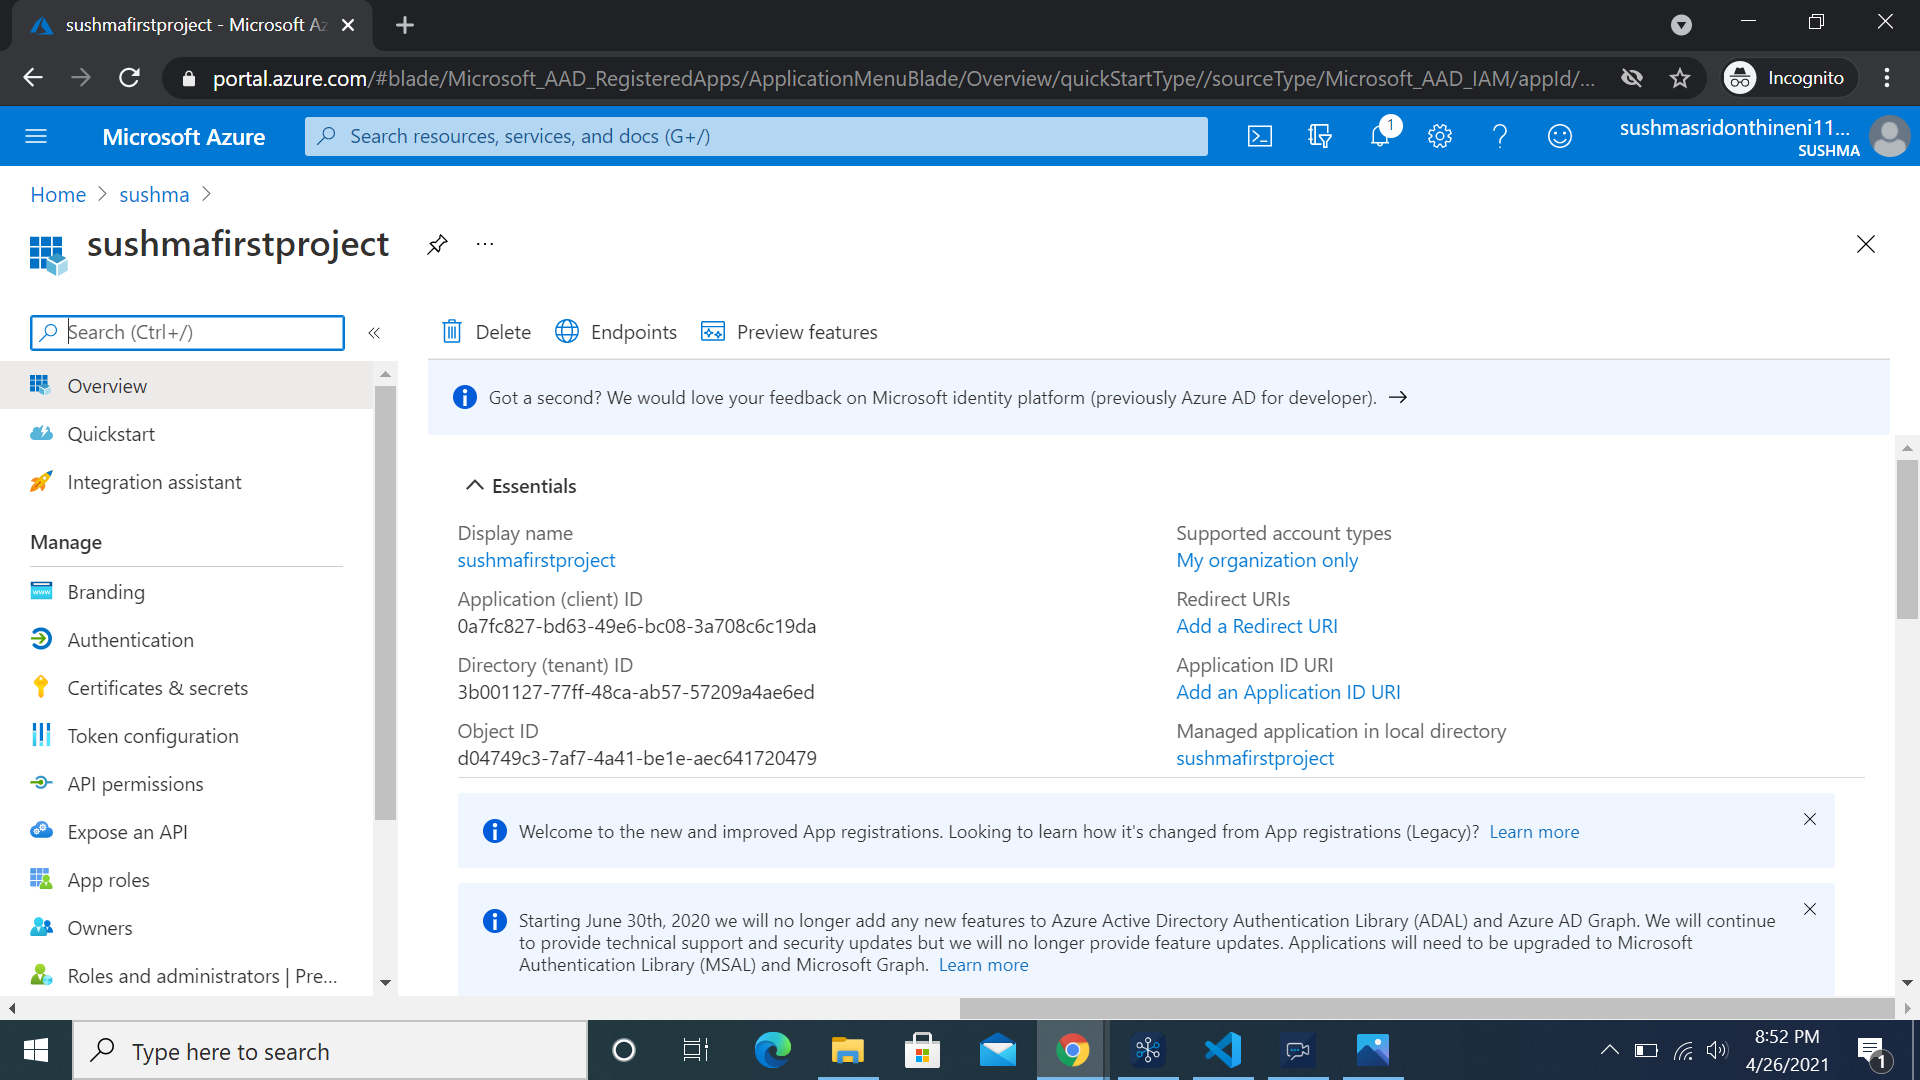 sushmafirstproject - Microsoft Az
portal.azure.com/#blade/Microsoft_AAD_RegisteredApps/ApplicationMenuBlade/Overview/quickStartType//sourceType/Microsoft_AAD_IAM/appId/...
Incognito
Microsoft Azure
Search resources, services, and docs (G+/)
1
sushmasridonthineni11...
SUSHMA
Home
sushma
sushmafirstproject
...
Search (Ctrl+/)
«
Delete
Endpoints
Preview features
Overview
Quickstart
Integration assistant
Manage
Branding
Authentication
Certificates & secrets
Token configuration
API permissions
Expose an API
App roles
Owners
Roles and administrators | Pre...
Got a second? We would love your feedback on Microsoft identity platform (previously Azure AD for developer).
Essentials
Display name
sushmafirstproject
Application (client) ID
0a7fc827-bd63-49e6-bc08-3a708c6c19da
Directory (tenant) ID
3b001127-77ff-48ca-ab57-57209a4ae6ed
Object ID
d04749c3-7af7-4a41-be1e-aec641720479
Supported account types
My organization only
Redirect URIs
Add a Redirect URI
Application ID URI
Add an Application ID URI
Managed application in local directory
sushmafirstproject
Welcome to the new and improved App registrations. Looking to learn how it's changed from App registrations (Legacy)? Learn more
Starting June 30th, 2020 we will no longer add any new features to Azure Active Directory Authentication Library (ADAL) and Azure AD Graph. We will continue
to provide technical support and security updates but we will no longer provide feature updates. Applications will need to be upgraded to Microsoft
Authentication Library (MSAL) and Microsoft Graph. Learn more
Type here to search
8:52 PM
4/26/2021
1